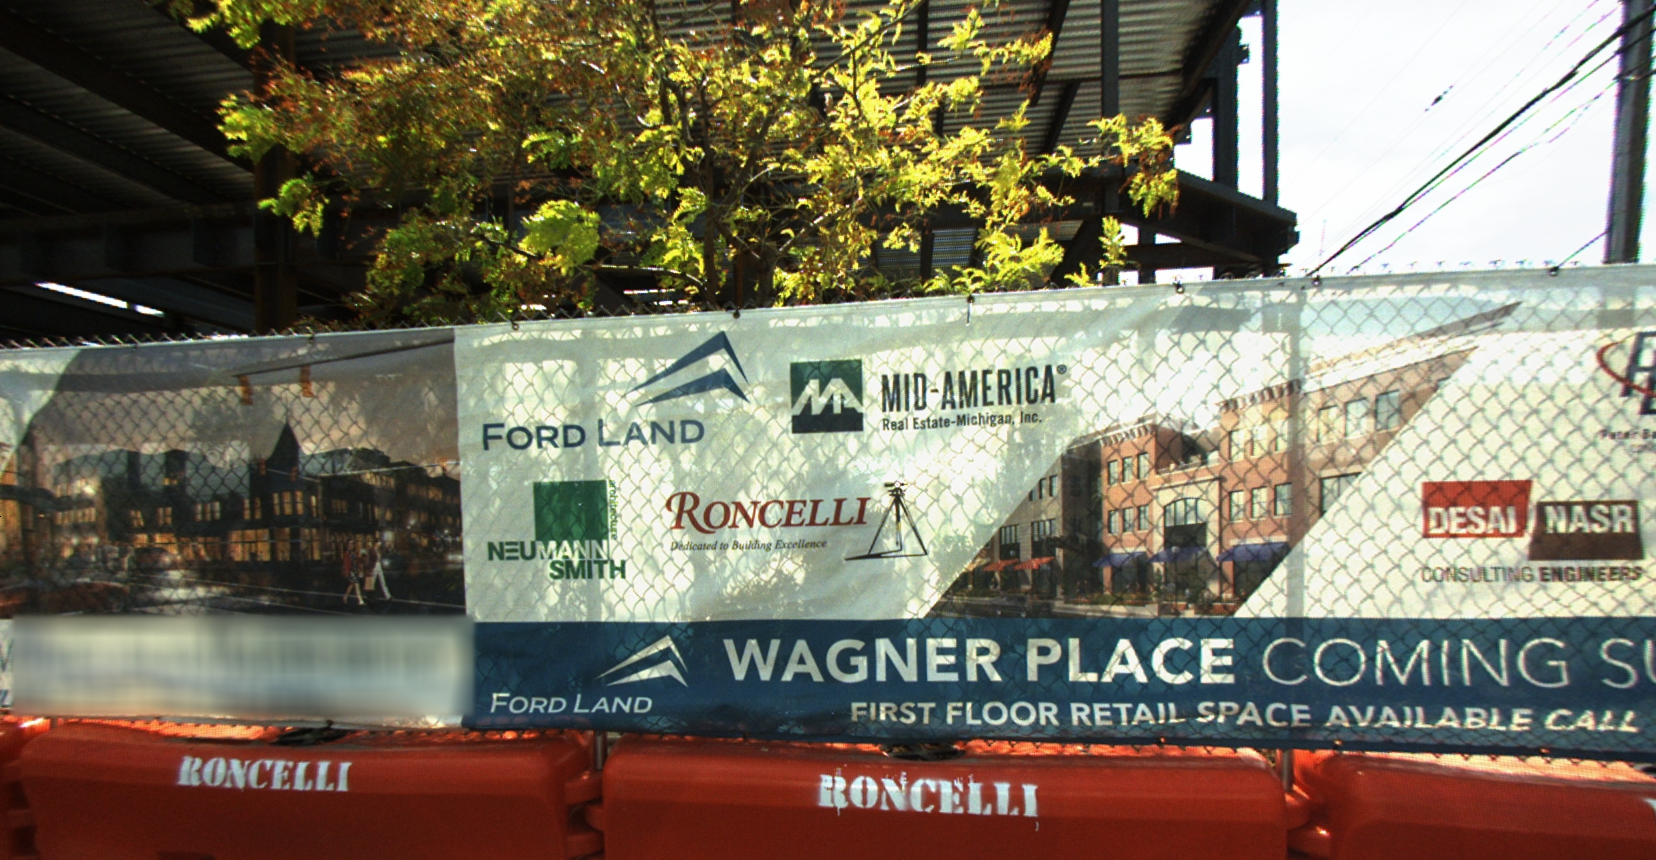 FORD LAND
MID-AMERICA®
Real Estate-Michigan, Inc.
NEUMANN
SMITH
architecture
RONCELLI
Dedicated to Building Excellence
DESAI NASR
CONSULTING ENGINEERS
FORD LAND
WAGNER PLACE COMING
FIRST FLOOR RETAIL SPACE AVAILABLE CALL
RONCELLI
RONCELLI